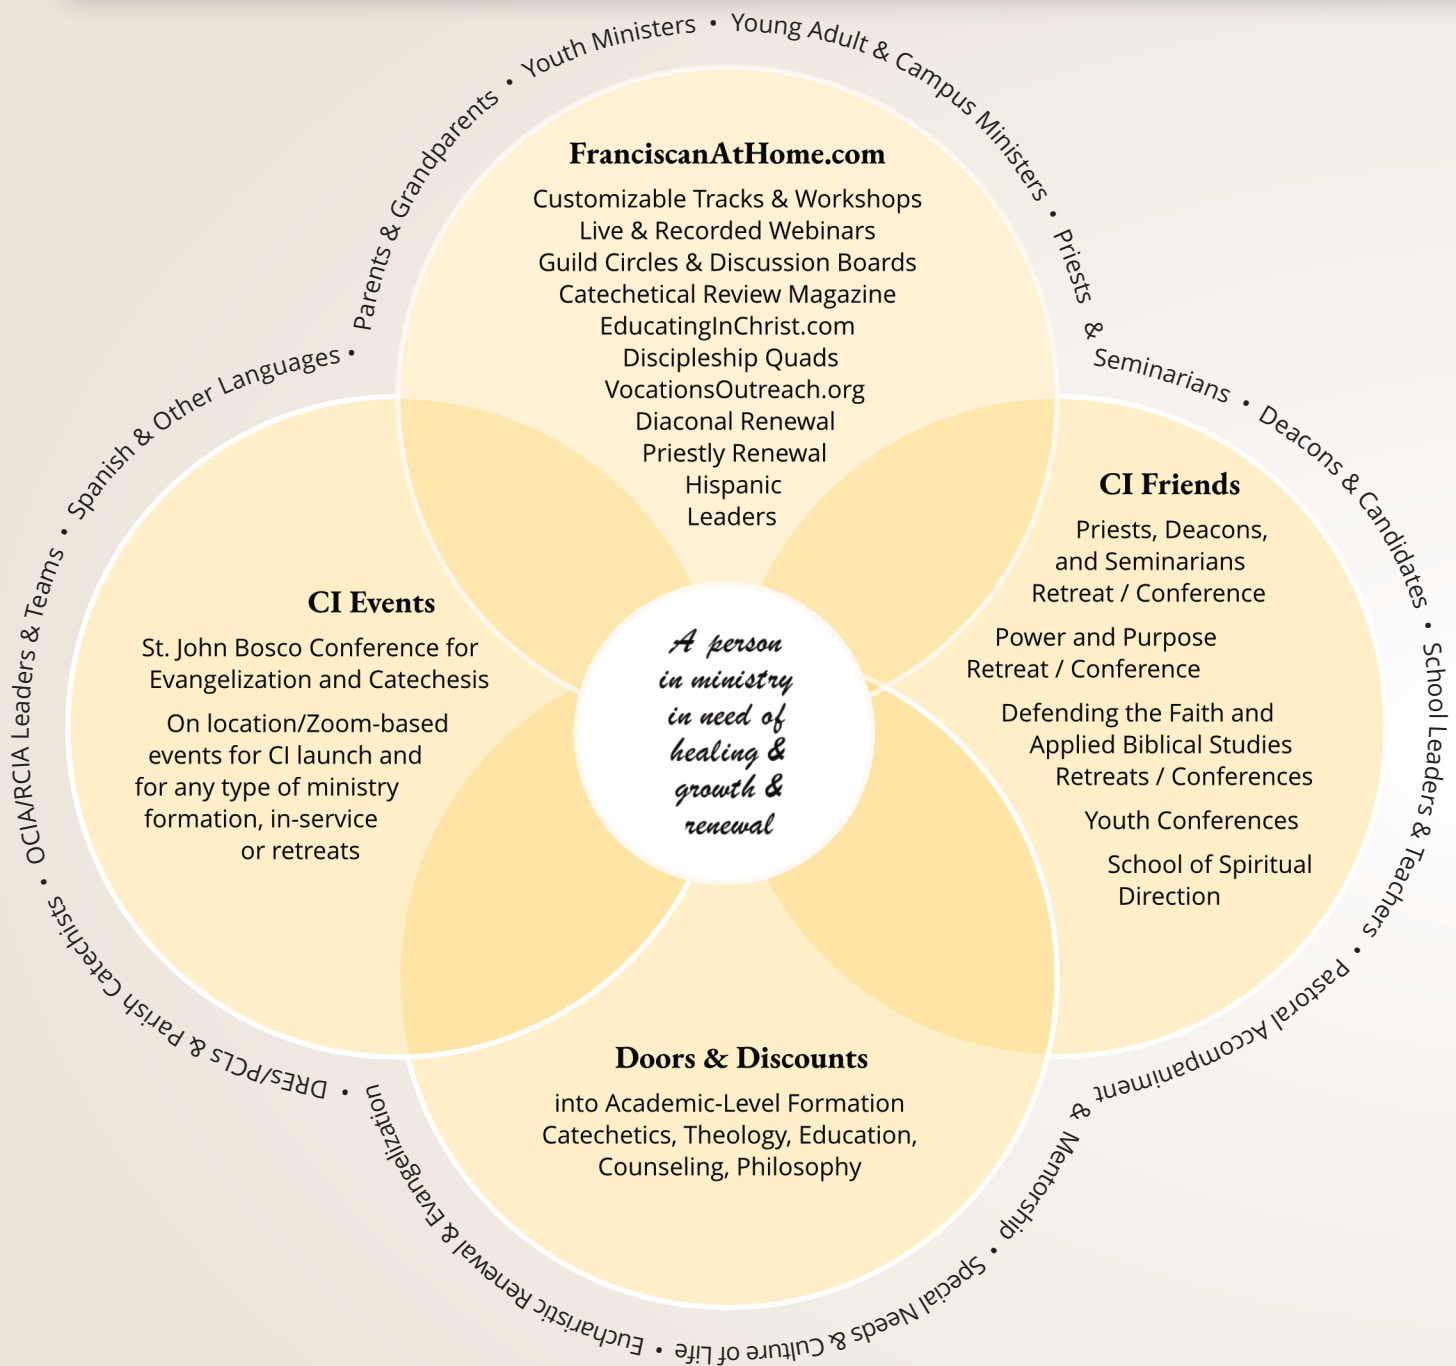 Parents & Grandparents • Youth Ministers • Young Adult & Campus Ministers • Priests & Seminarians • Deacons & Candidates • School Leaders & Teachers • Pastoral Accompaniment & Mentorship • Special Needs & Culture of Life • Eucharistic Renewal & Evangelization • DREs/PCLs & Parish Catechists • OCIA/RCIA Leaders & Teams • Spanish & Other Languages •
FranciscanAtHome.com
Customizable Tracks & Workshops
Live & Recorded Webinars
Guild Circles & Discussion Boards
Catechetical Review Magazine
EducatingInChrist.com
Discipleship Quads
VocationsOutreach.org
Diaconal Renewal
Priestly Renewal
Hispanic
Leaders
CI Events
St. John Bosco Conference for
Evangelization and Catechesis
On location/Zoom-based
events for CI launch and
for any type of ministry
formation, in-service
or retreats
A person
in ministry
in need of
healing &
growth &
renewal
CI Friends
Priests, Deacons,
and Seminarians
Retreat / Conference
Power and Purpose
Retreat / Conference
Defending the Faith and
Applied Biblical Studies
Retreats / Conferences
Youth Conferences
School of Spiritual
Direction
Doors & Discounts
into Academic-Level Formation
Catechetics, Theology, Education,
Counseling, Philosophy